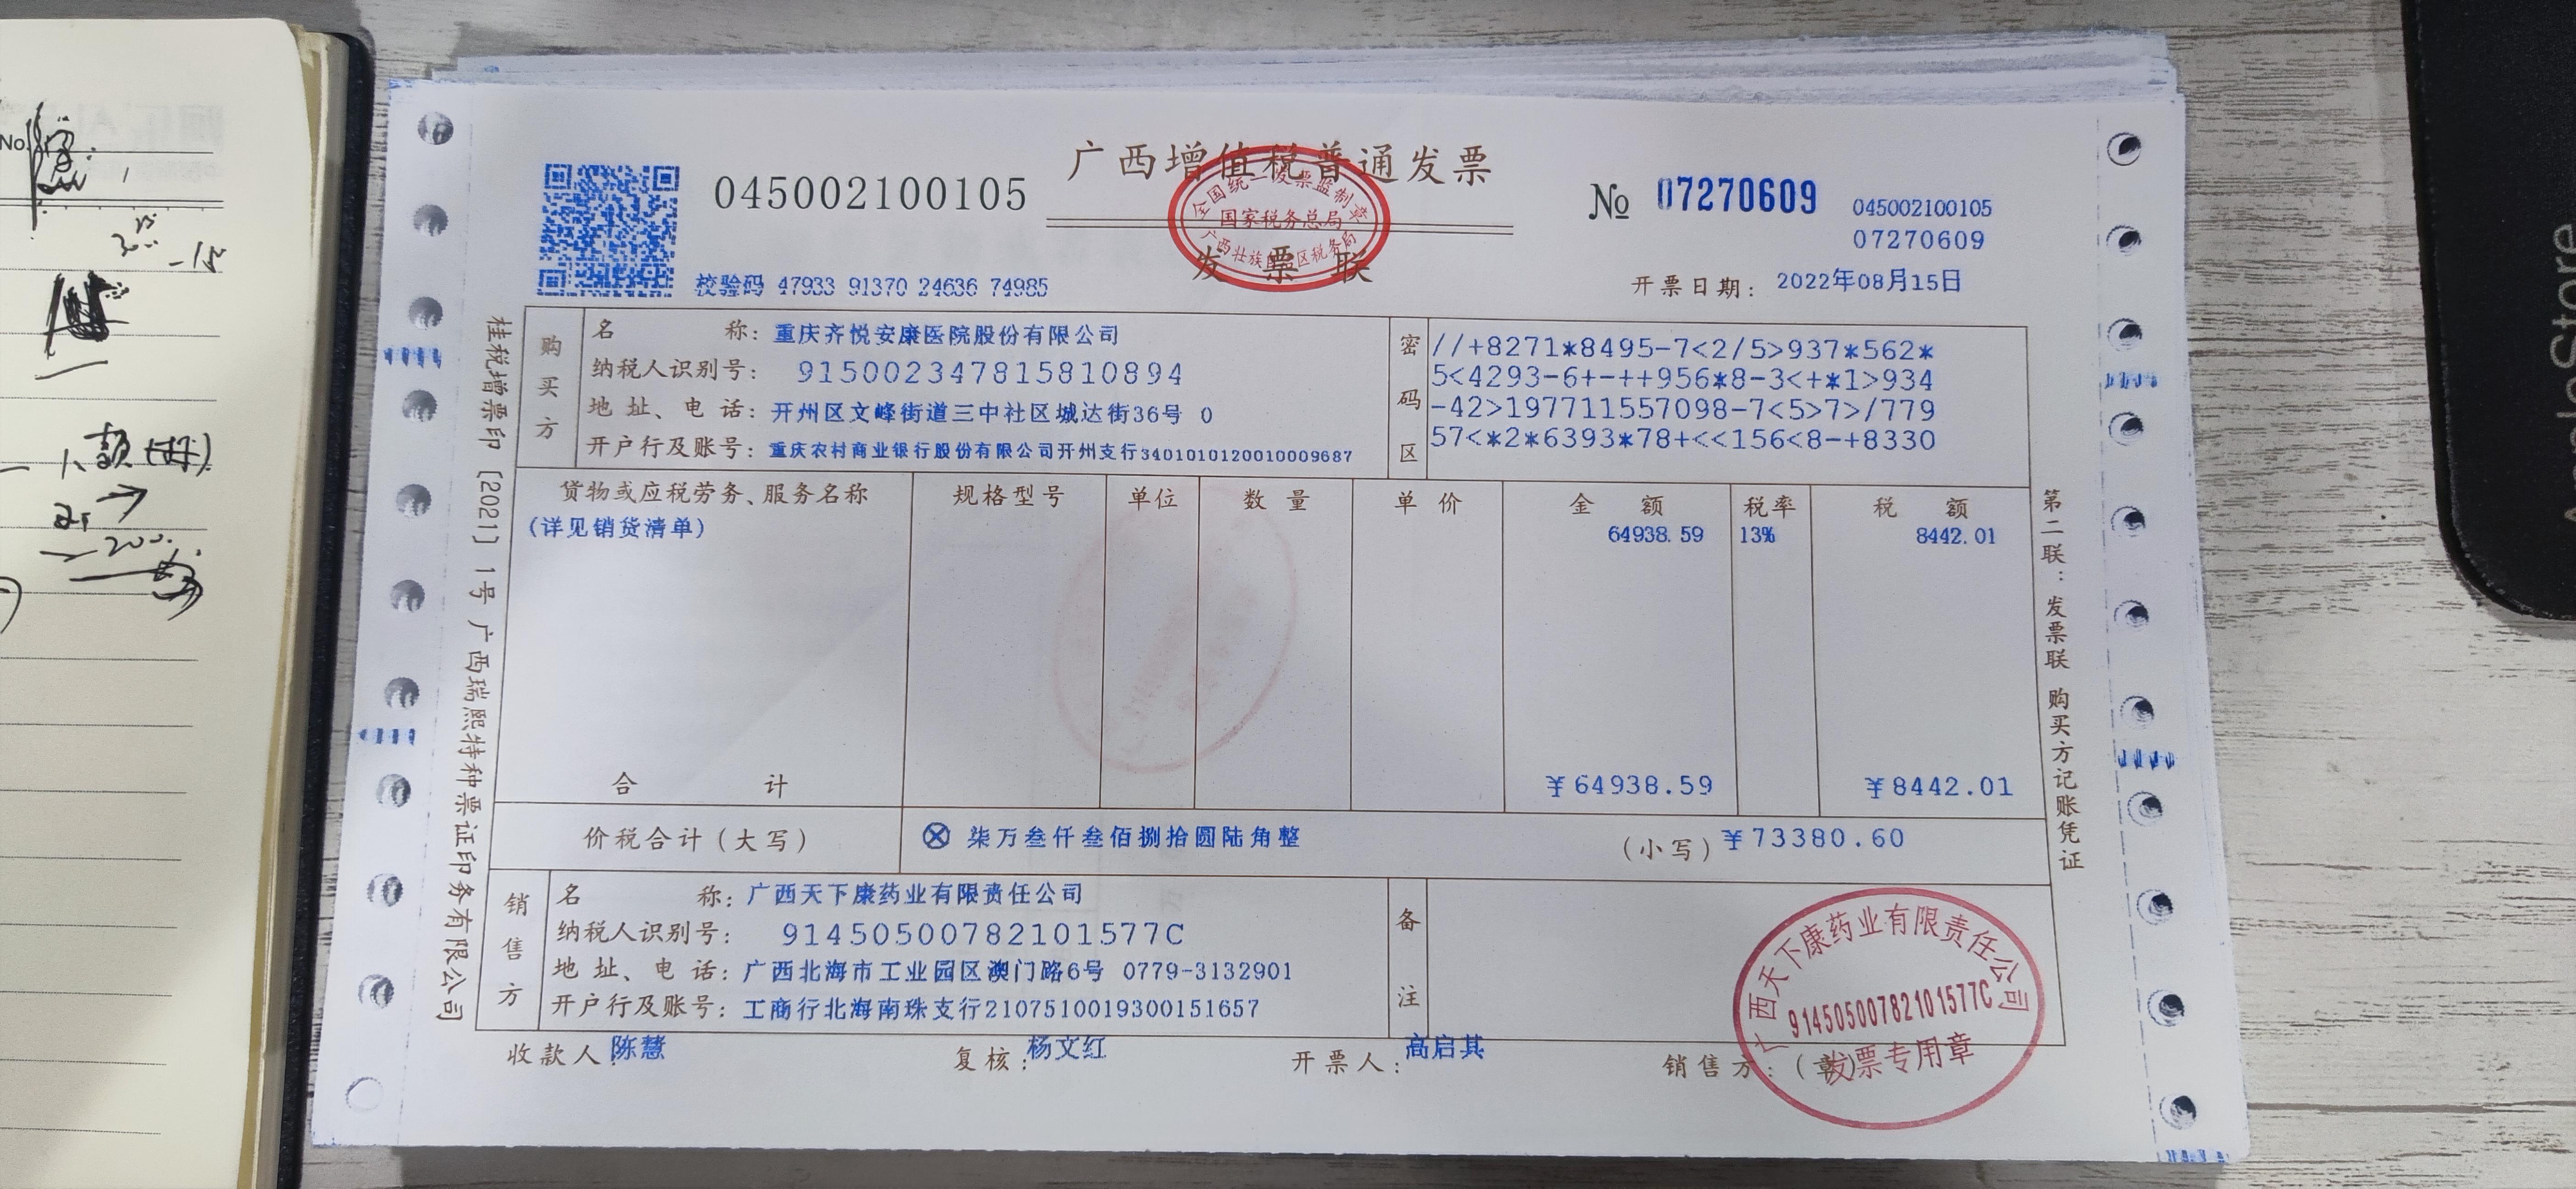 广西增值税普通发票
045002100105
全国统一发票监制章
国家税务总局
广西壮族自治区税务局
发票联
№ 07270609
045002100105
07270609
校验码 47933 91370 24636 74985
开票日期: 2022年08月15日
桂税增票印〔2021〕1号 广西瑞熙特种票证印务有限公司
购买方
名称: 重庆齐悦安康医院股份有限公司
纳税人识别号: 915002347815810894
地址、电话: 开州区文峰街道三中社区城达街36号 0
开户行及账号: 重庆农村商业银行股份有限公司开州支行3401010120010009687
密码区
//+8271*8495-7<2/5>937*562*
5<4293-6+-++956*8-3<+*1>934
-42>197711557098-7<5>7>/779
57<*2*6393*78+<<156<8-+8330
货物或应税劳务、服务名称 规格型号 单位 数量 单价 金额 税率 税额
(详见销货清单) 64938.59 13% 8442.01
合计 ¥64938.59 ¥8442.01
价税合计(大写) ⊗ 柒万叁仟叁佰捌拾圆陆角整 (小写) ¥73380.60
销售方
名称: 广西天下康药业有限责任公司
纳税人识别号: 91450500782101577C
地址、电话: 广西北海市工业园区澳门路6号 0779-3132901
开户行及账号: 工商行北海南珠支行2107510019300151657
备注
收款人: 陈慧 复核: 杨文红 开票人: 高启其 销售方: (章)
广西天下康药业有限责任公司
91450500782101577C
发票专用章
第二联: 发票联 购买方记账凭证
No.
AppleStore